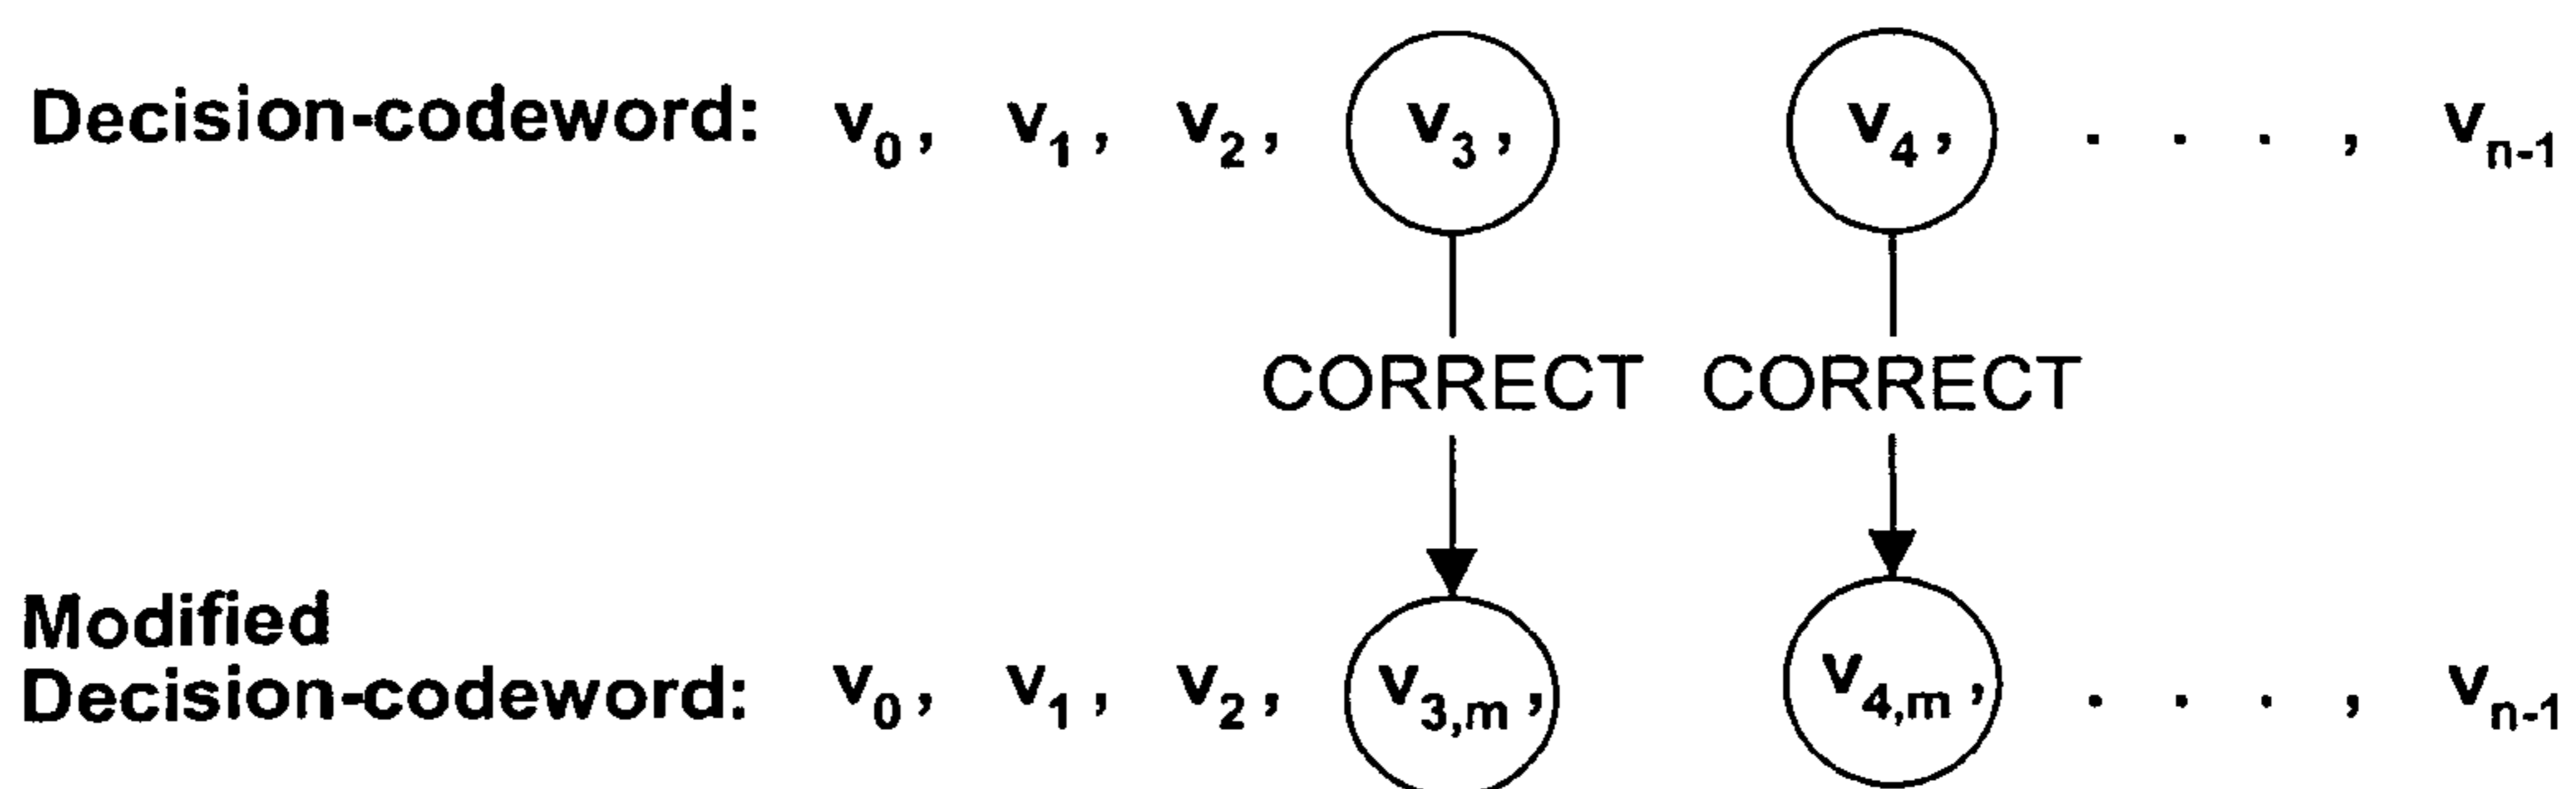 Decision-codeword: v0, v1, v2, v3, v4, . . . , vn-1
CORRECT CORRECT
Modified
Decision-codeword: v0, v1, v2, v3,m, v4,m, . . . , vn-1